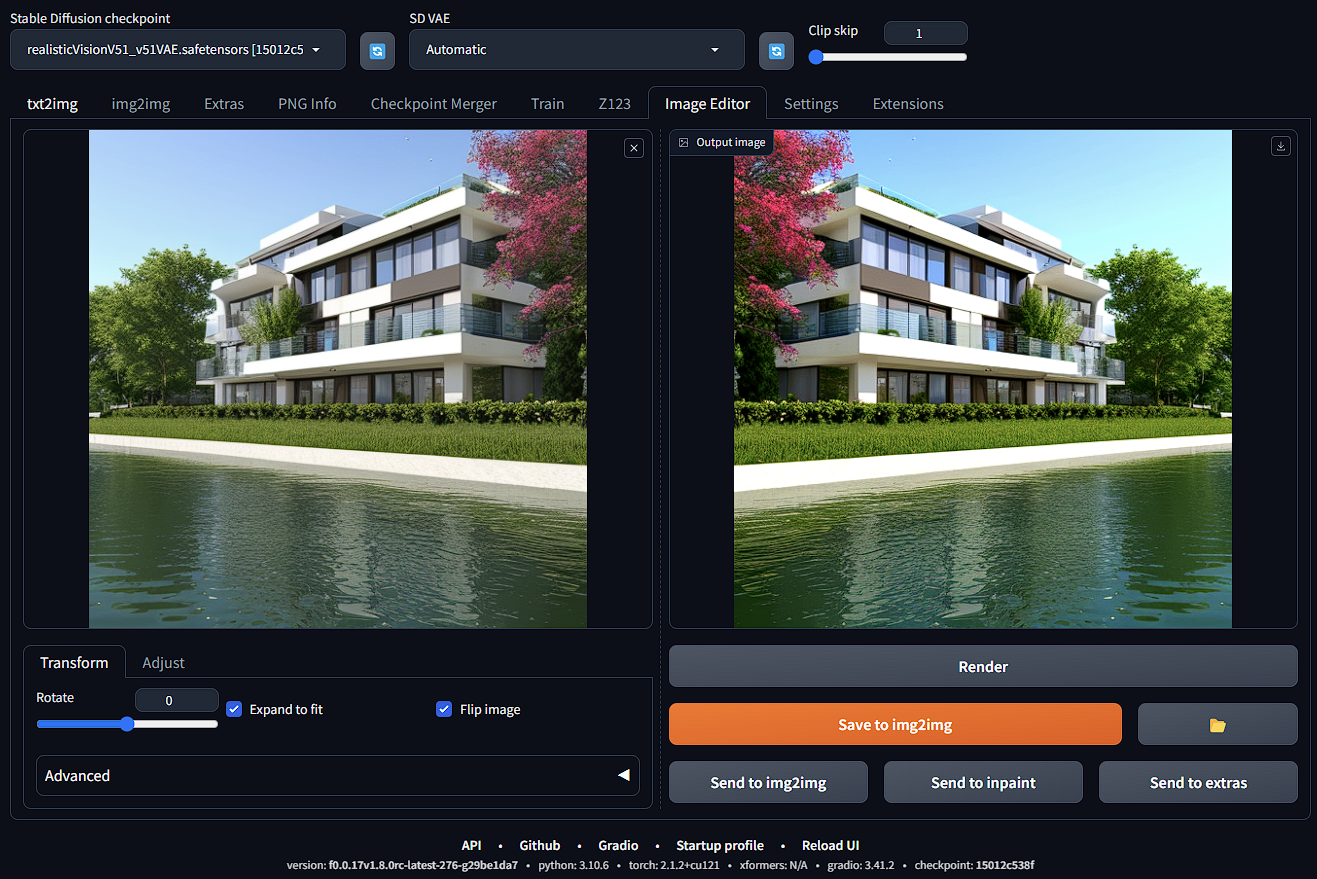 Stable Diffusion checkpoint
SD VAE
Clip skip
1
realisticVisionV51_v51VAE.safetensors [15012c5
Automatic
txt2img
img2img
Extras
PNG Info
Checkpoint Merger
Train
Z123
Image Editor
Settings
Extensions
Output image
Transform
Adjust
Rotate
0
Expand to fit
Flip image
Advanced
Render
Save to img2img
Send to img2img
Send to inpaint
Send to extras
API • Github • Gradio • Startup profile • Reload UI
version: f0.0.17v1.8.0rc-latest-276-g29be1da7 • python: 3.10.6 • torch: 2.1.2+cu121 • xformers: N/A • gradio: 3.41.2 • checkpoint: 15012c538f